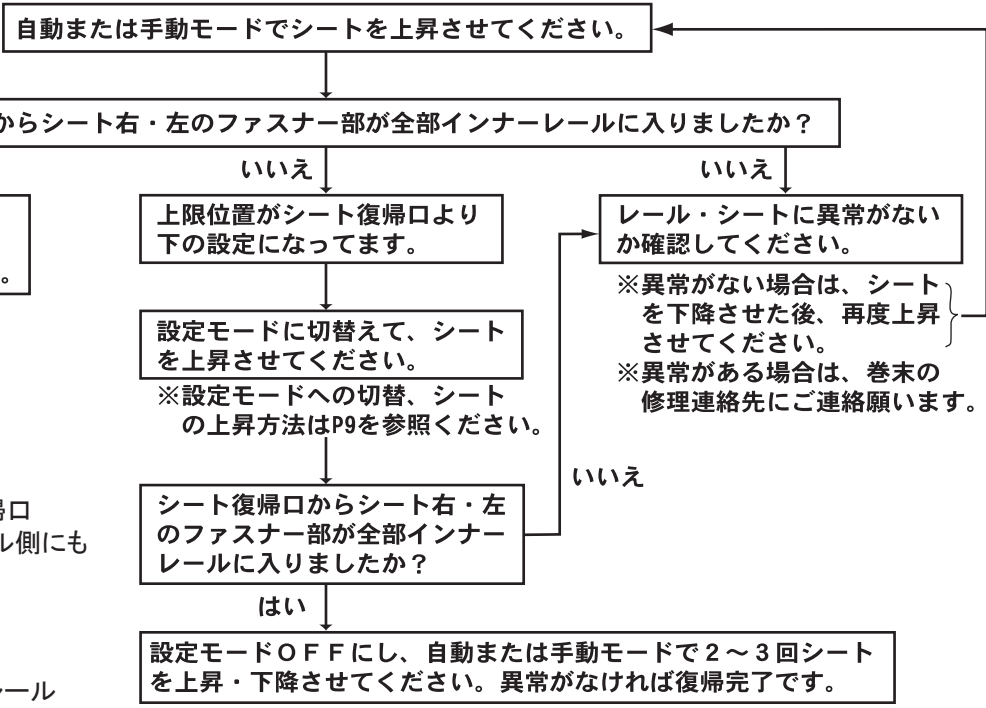 自動または手動モードでシートを上昇させてください。
からシート右・左のファスナー部が全部インナーレールに入りましたか？
いいえ
いいえ
。
上限位置がシート復帰口より
下の設定になってます。
レール・シートに異常がない
か確認してください。
※異常がない場合は、シート
を下降させた後、再度上昇
させてください。
※異常がある場合は、巻末の
修理連絡先にご連絡願います。
設定モードに切替えて、シート
を上昇させてください。
※設定モードへの切替、シート
の上昇方法はP9を参照ください。
いいえ
シート復帰口からシート右・左
のファスナー部が全部インナー
レールに入りましたか？
帰口
ル側にも
はい
設定モードＯＦＦにし、自動または手動モードで２～３回シート
を上昇・下降させてください。異常がなければ復帰完了です。
レール